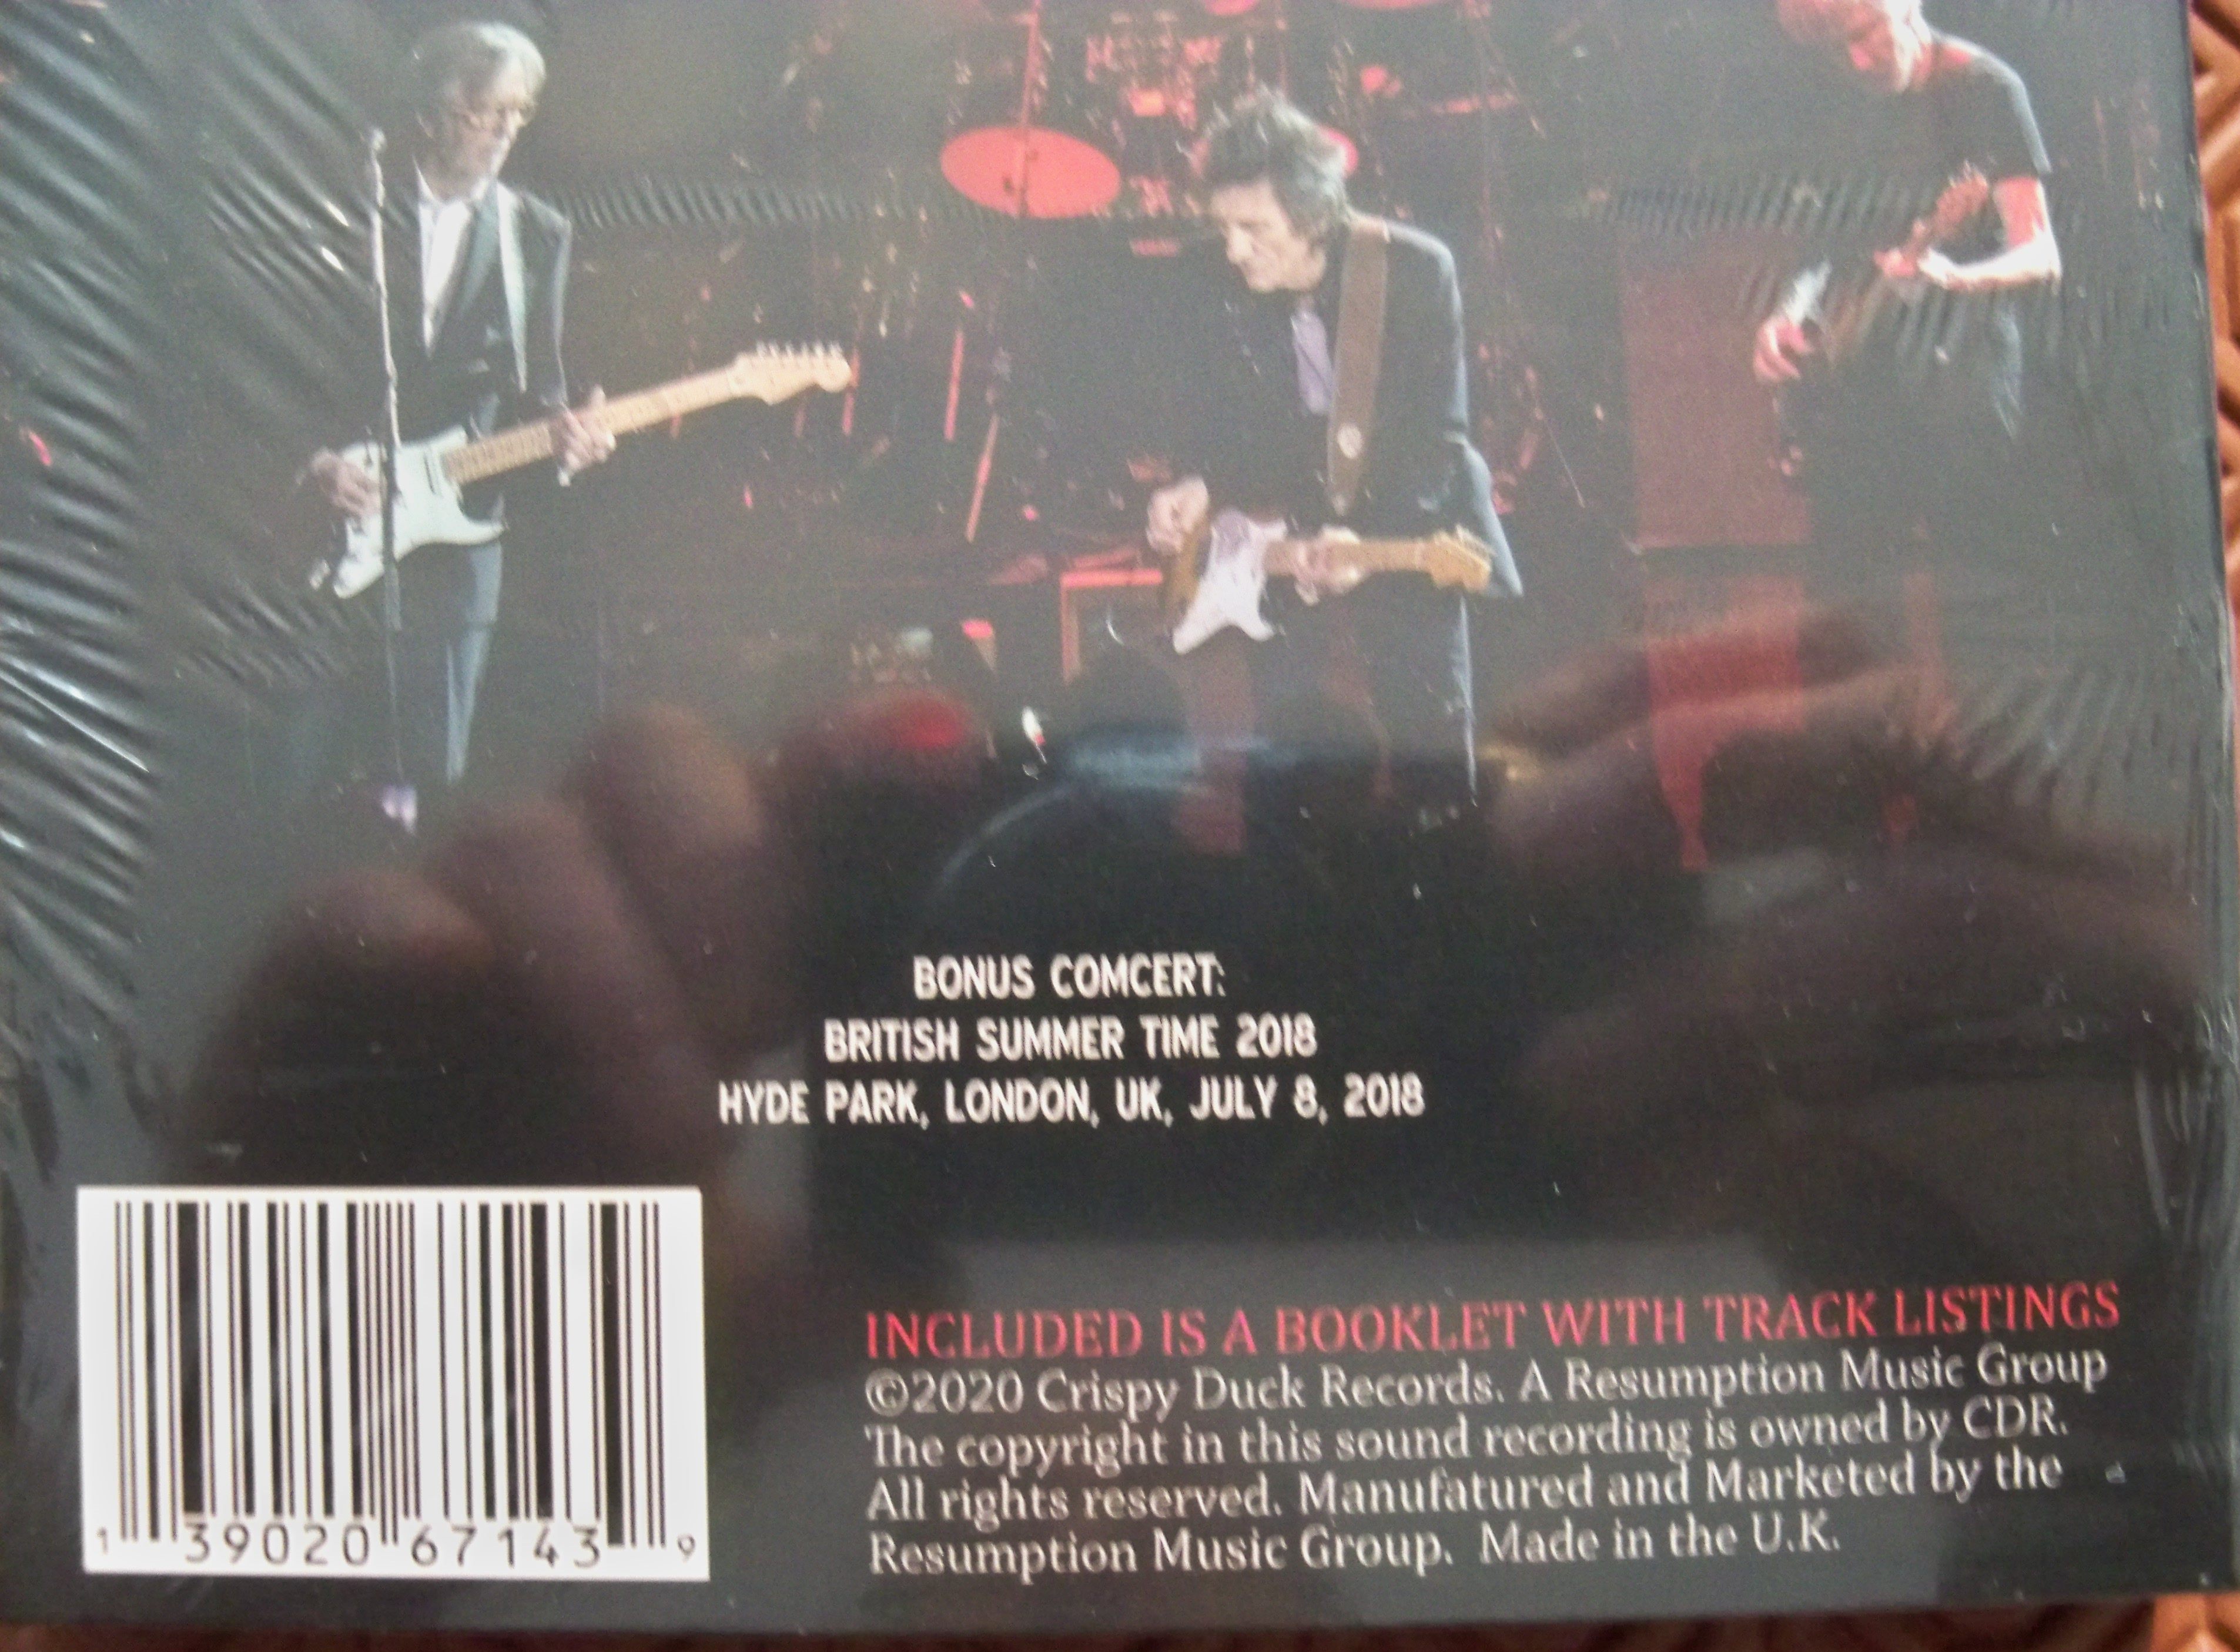 BONUS COMCERT:
BRITISH SUMMER TIME 2018
HYDE PARK, LONDON, UK, JULY 8, 2018
INCLUDED IS A BOOKLET WITH TRACK LISTINGS
©2020 Crispy Duck Records. A Resumption Music Group
The copyright in this sound recording is owned by CDR.
All rights reserved. Manufatured and Marketed by the
Resumption Music Group. Made in the U.K.
1 39020 67143 9